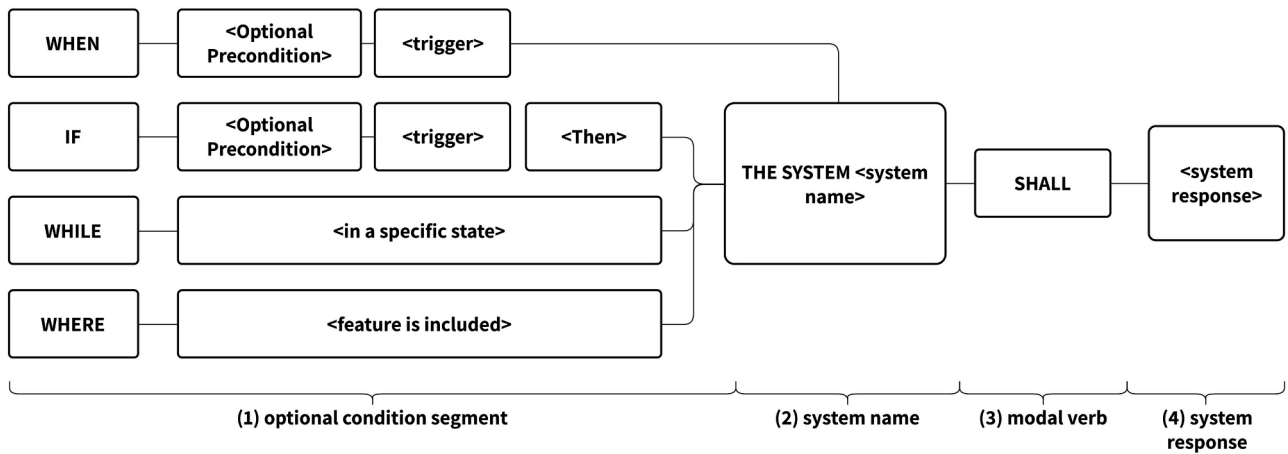 WHEN
<Optional
Precondition>
<trigger>
IF
<Optional
Precondition>
<trigger>
<Then>
WHILE
<in a specific state>
WHERE
<feature is included>
THE SYSTEM <system
name>
SHALL
<system
response>
(1) optional condition segment
(2) system name
(3) modal verb
(4) system
response